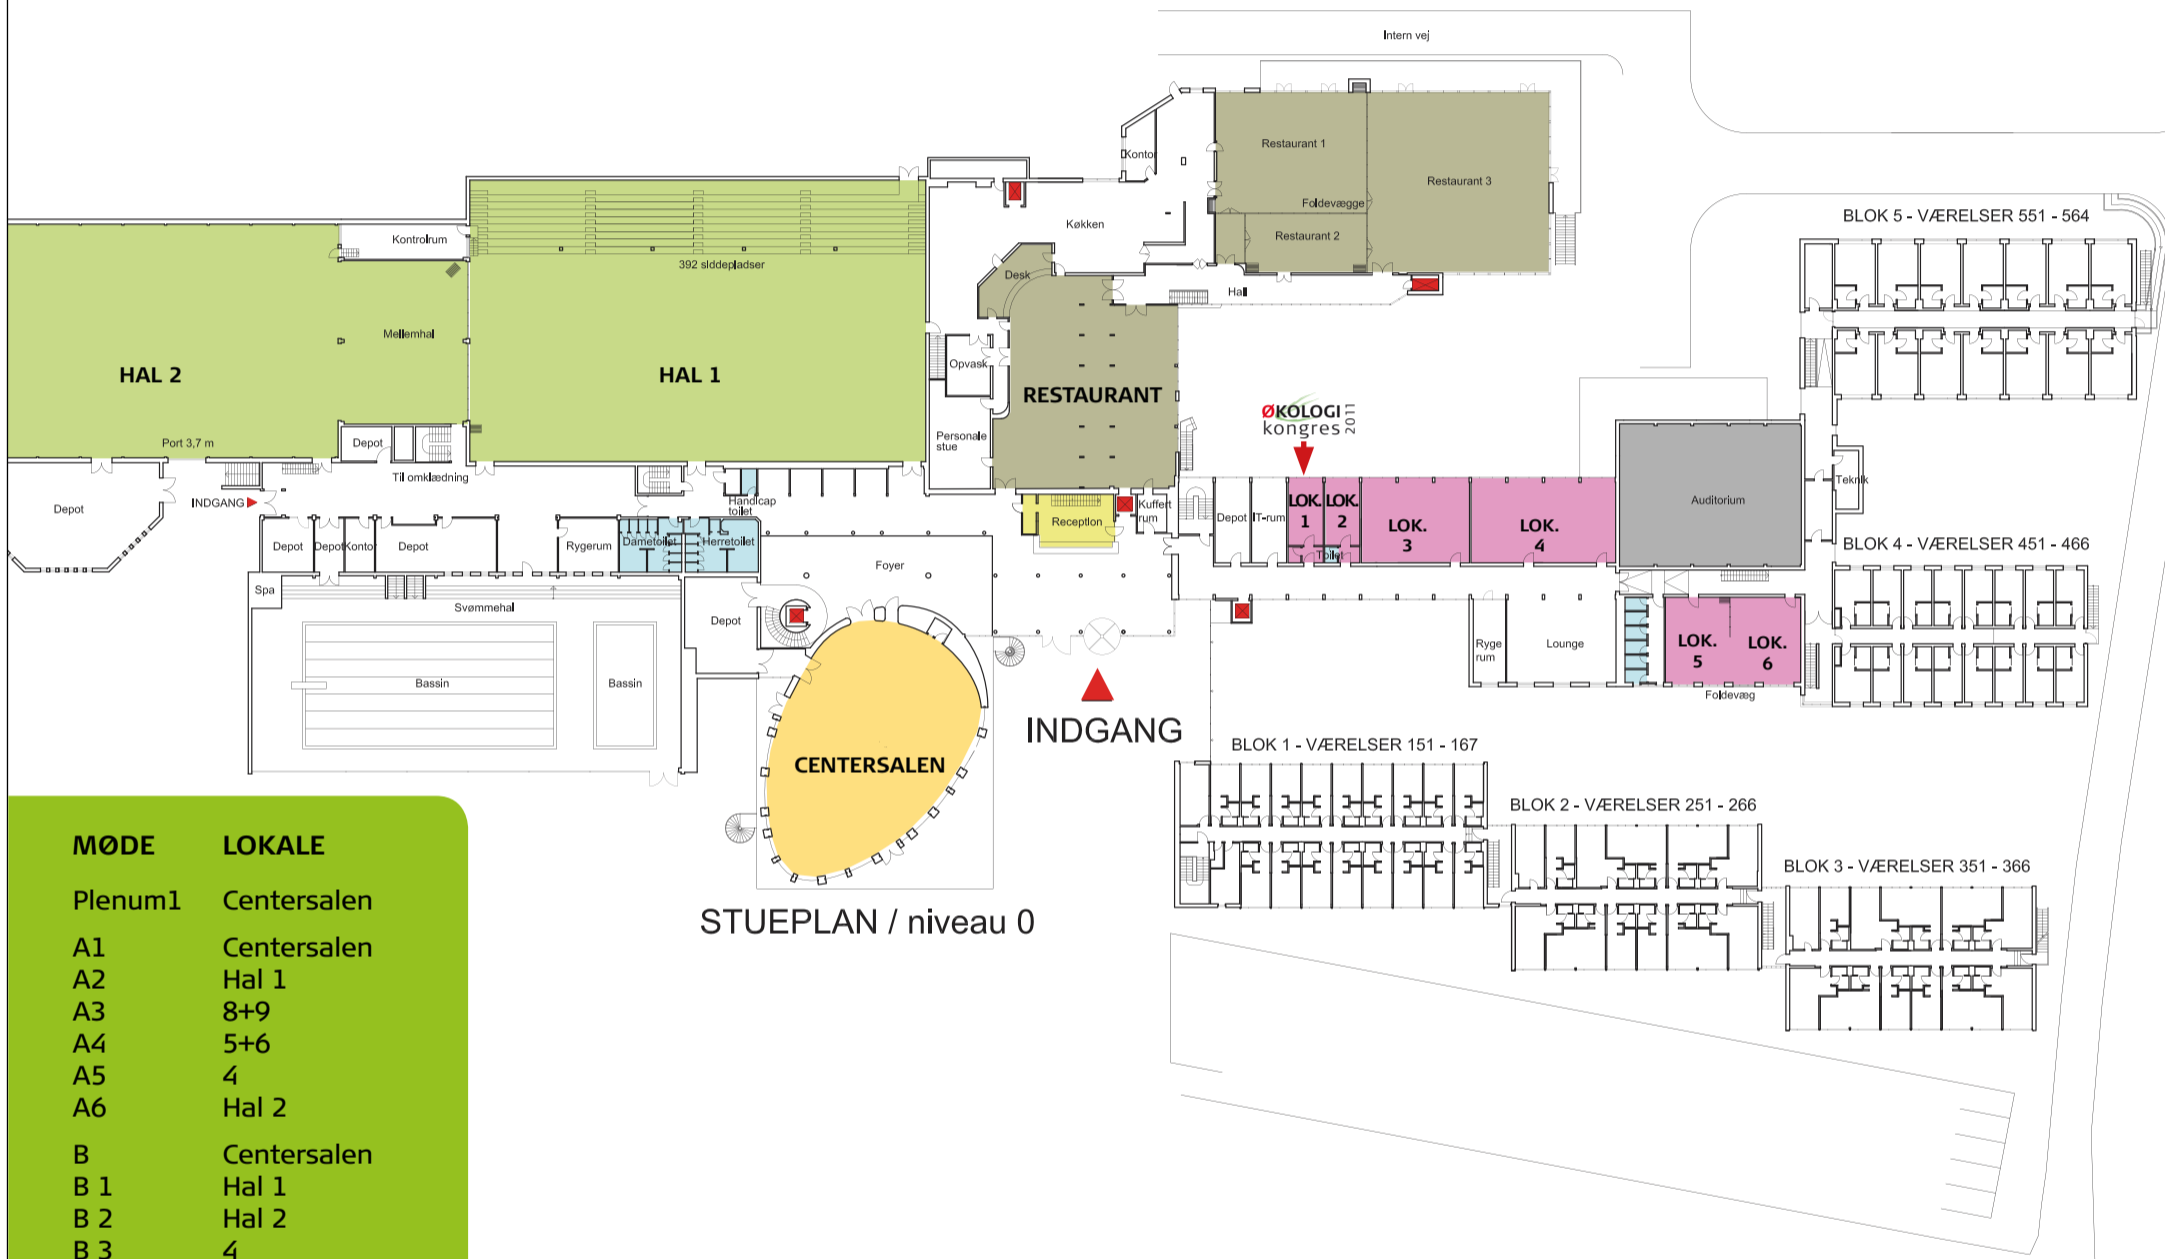 Intern vej
Restaurant 1
Kontor
Restaurant 3
Foldevægge
Køkken
Restaurant 2
Kontrolrum
392 siddepladser
Desk
Hall
BLOK 5 - VÆRELSER 551 - 564
Mellemhal
HAL 2
HAL 1
Opvask
RESTAURANT
ØKOLOGI
kongres
2011
Port 3,7 m
Depot
Personale
stue
Til omklædning
INDGANG
Depot
Handicap
toilet
Reception
Kuffert
rum
Depot
IT-rum
LOK.
1
LOK.
2
LOK.
3
LOK.
4
Toilet
Auditorium
Teknik
Depot
Depot
Kontor
Depot
Rygerum
Dametoilet
Herretoilet
Foyer
BLOK 4 - VÆRELSER 451 - 466
Spa
Svømmehal
Depot
Ryge
rum
Lounge
LOK.
5
LOK.
6
Foldevæg
Bassin
Bassin
INDGANG
CENTERSALEN
BLOK 1 - VÆRELSER 151 - 167
BLOK 2 - VÆRELSER 251 - 266
BLOK 3 - VÆRELSER 351 - 366
STUEPLAN / niveau 0
MØDE LOKALE
Plenum1 Centersalen
A1 Centersalen
A2 Hal 1
A3 8+9
A4 5+6
A5 4
A6 Hal 2
B Centersalen
B 1 Hal 1
B 2 Hal 2
B 3 4